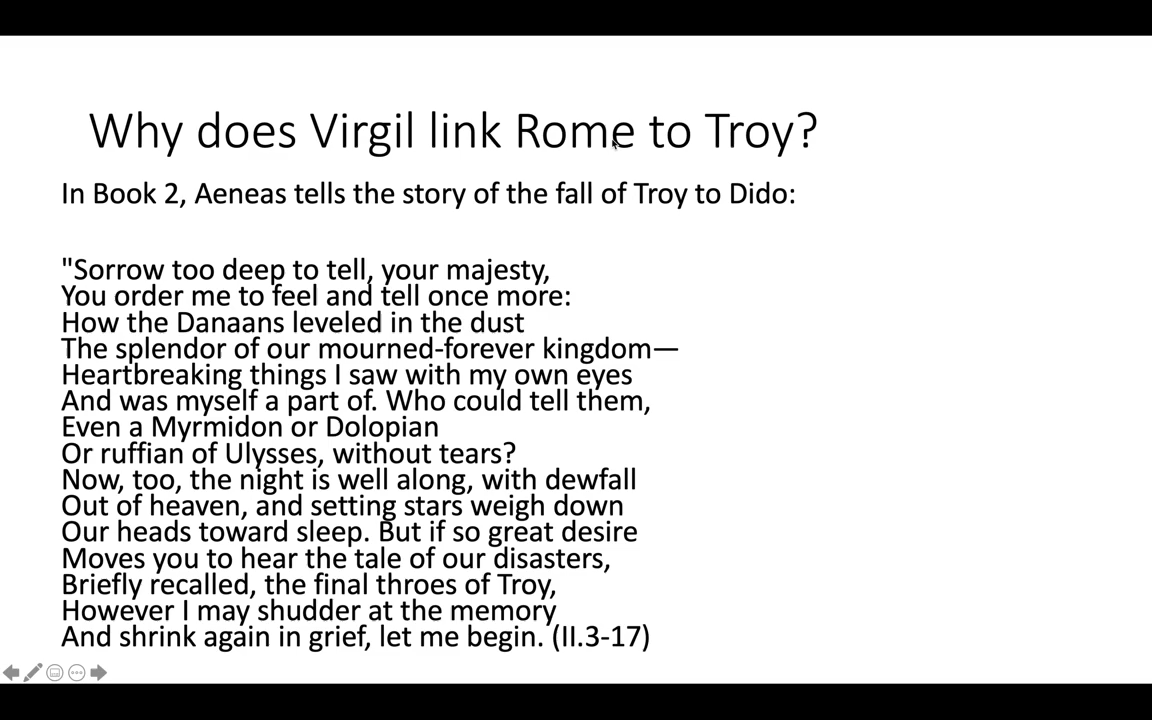 Why does Virgil link Rome to Troy?
In Book 2, Aeneas tells the story of the fall of Troy to Dido:
"Sorrow too deep to tell, your majesty,
You order me to feel and tell once more:
How the Danaans leveled in the dust
The splendor of our mourned-forever kingdom—
Heartbreaking things I saw with my own eyes
And was myself a part of. Who could tell them,
Even a Myrmidon or Dolopian
Or ruffian of Ulysses, without tears?
Now, too, the night is well along, with dewfall
Out of heaven, and setting stars weigh down
Our heads toward sleep. But if so great desire
Moves you to hear the tale of our disasters,
Briefly recalled, the final throes of Troy,
However I may shudder at the memory
And shrink again in grief, let me begin. (II.3-17)